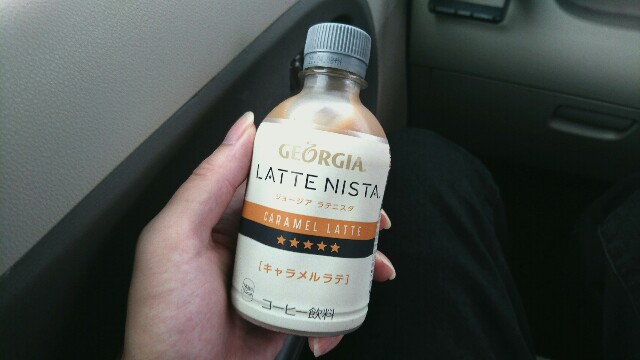 GEORGIA
LATTE NISTA
ジョージア ラテニスタ
CARAMEL LATTE
[キャラメルラテ]
コーヒー飲料